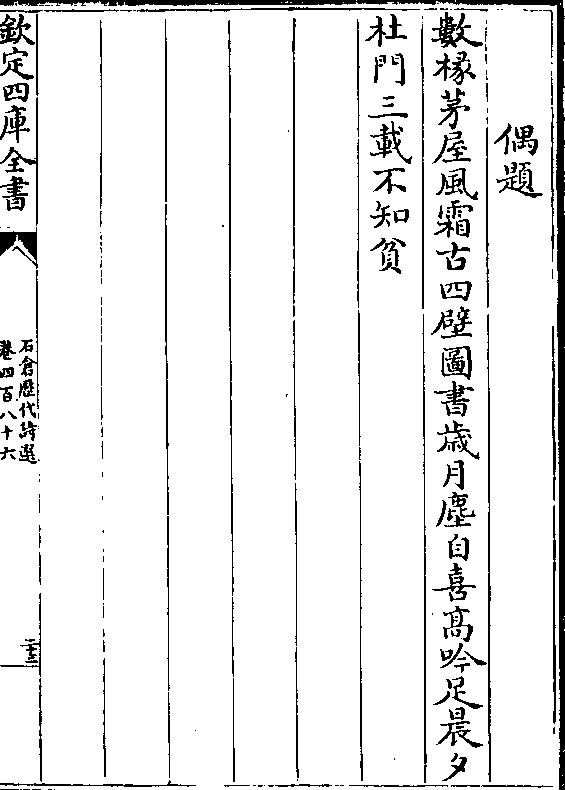 偶題
數椽茅屋風霜古四壁圖書歲月塵自喜髙吟足晨夕
杜門三載不知貧
欽定四庫全書
石倉歷代詩選
卷四百八十六
二十三